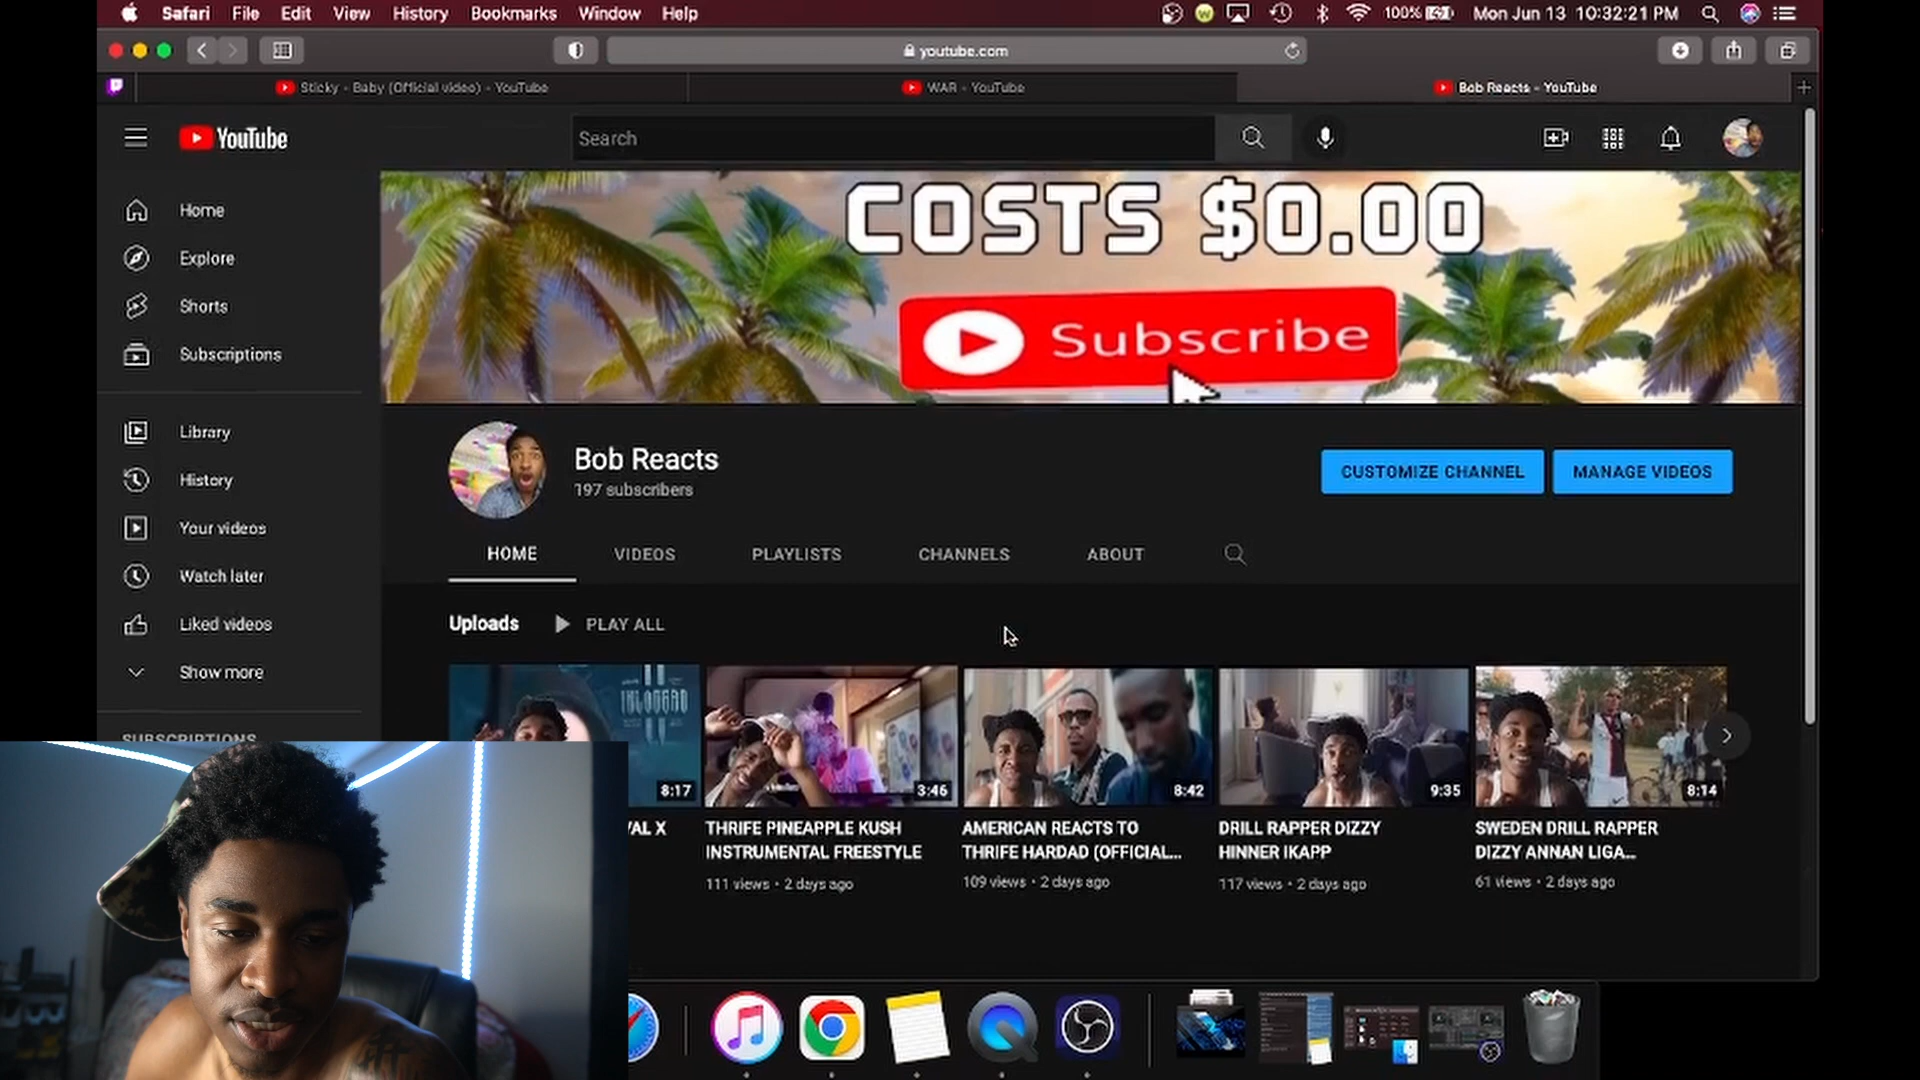 Safari File Edit View History Bookmarks Window Help
100% Mon Jun 13 10:32:21 PM
youtube.com
Sticky - Baby (Official video) - YouTube
WAR - YouTube
Bob Reacts - YouTube
YouTube
Search
Home
Explore
Shorts
Subscriptions
Library
History
Your videos
Watch later
Liked videos
Show more
SUBSCRIPTIONS
COSTS $0.00
Subscribe
Bob Reacts
197 subscribers
CUSTOMIZE CHANNEL
MANAGE VIDEOS
HOME VIDEOS PLAYLISTS CHANNELS ABOUT
Uploads PLAY ALL
8:17
3:46
8:42
9:35
8:14
VAL X
THRIFE PINEAPPLE KUSH
INSTRUMENTAL FREESTYLE
111 views • 2 days ago
AMERICAN REACTS TO
THRIFE HARDAD (OFFICIAL...
109 views • 2 days ago
DRILL RAPPER DIZZY
HINNER IKAPP
117 views • 2 days ago
SWEDEN DRILL RAPPER
DIZZY ANNAN LIGA...
61 views • 2 days ago